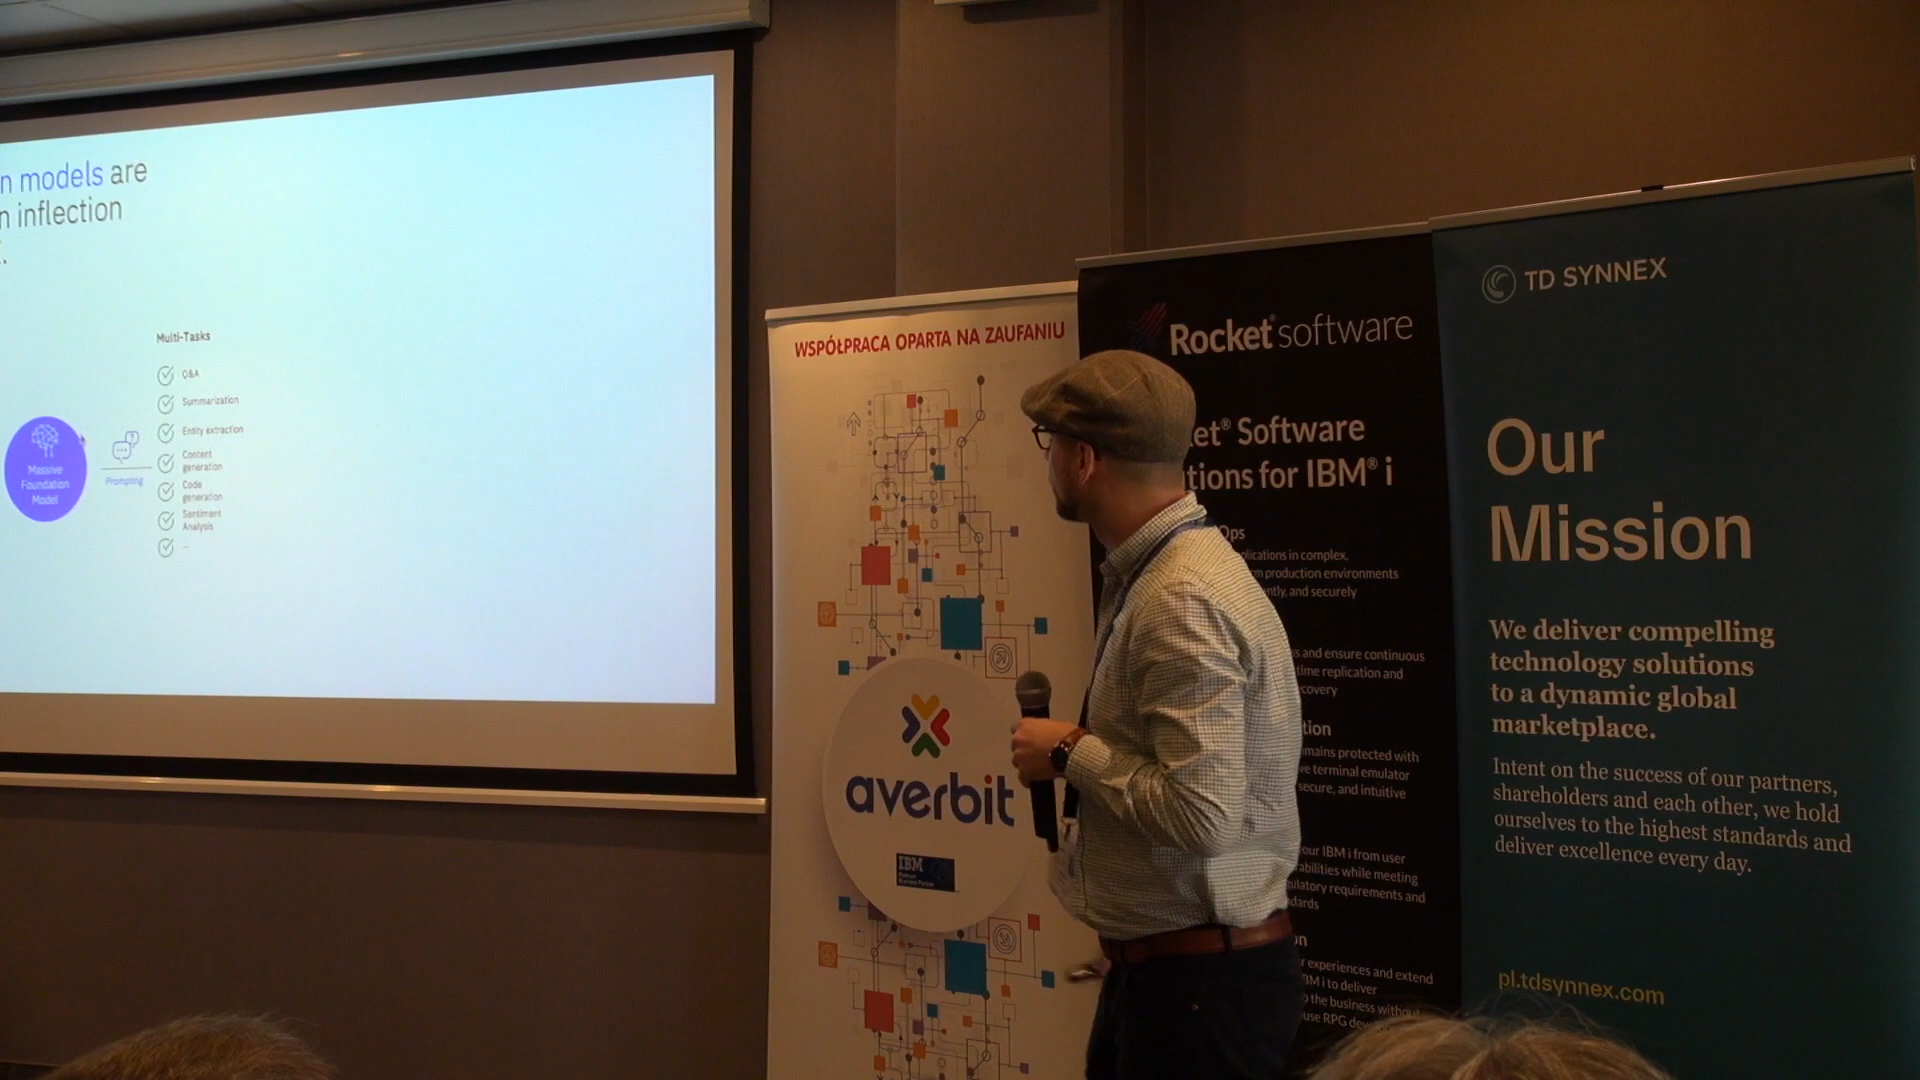 n models are
n inflection
Multi-Tasks
Q&A
Summarization
Entity extraction
Content
generation
Code
generation
Sentiment
Analysis
...
Massive
Foundation
Model
Prompting
WSPÓŁPRACA OPARTA NA ZAUFANIU
averbit
IBM
Platinum
Business Partner
Rocket® software
et® Software
tions for IBM® i
Ops
plications in complex,
m production environments
ntly, and securely
s and ensure continuous
time replication and
covery
tion
mains protected with
ve terminal emulator
secure, and intuitive
our IBM i from user
abilities while meeting
gulatory requirements and
dards
on
r experiences and extend
BM i to deliver
o the business without
use RPG dev
TD SYNNEX
Our
Mission
We deliver compelling
technology solutions
to a dynamic global
marketplace.
Intent on the success of our partners,
shareholders and each other, we hold
ourselves to the highest standards and
deliver excellence every day.
pl.tdsynnex.com